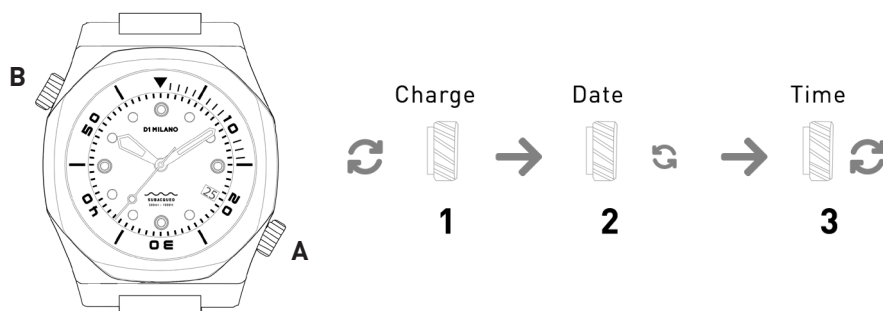 B
50
10
D1 MILANO
40
SUBACQUEO
25
20
30
A
Charge
Date
Time
1
2
3